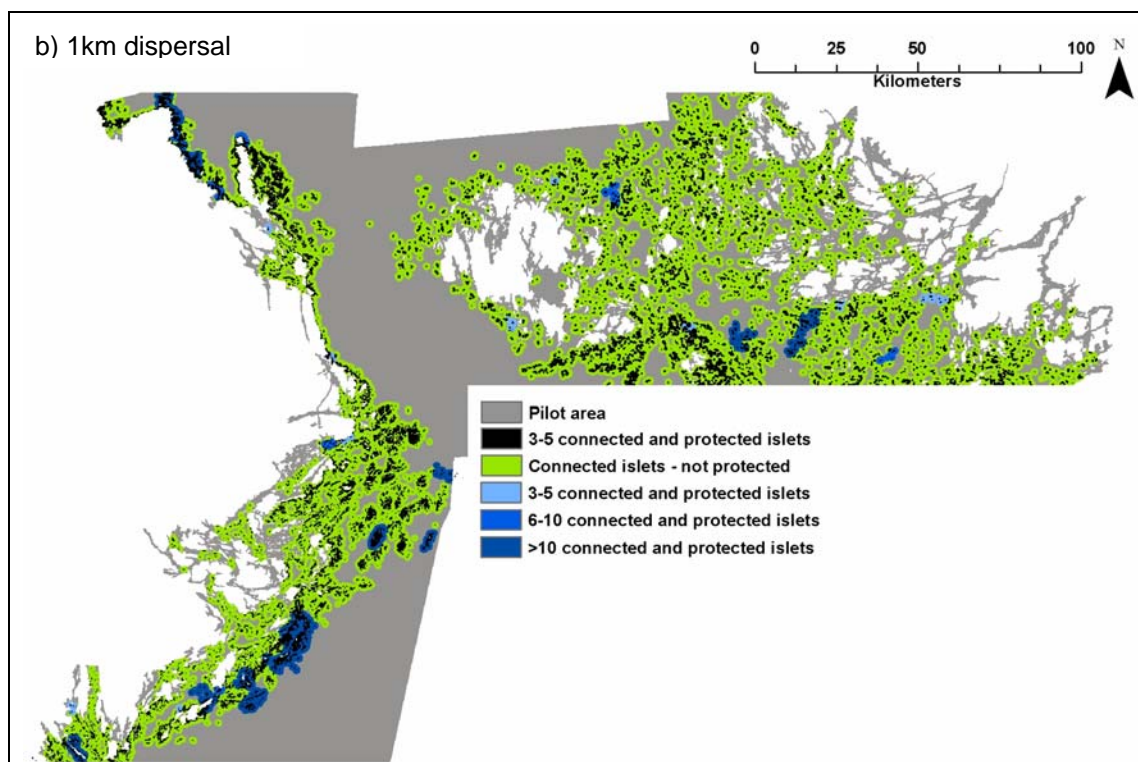 b) 1km dispersal
0 25 50 100
Kilometers
N
Pilot area
3-5 connected and protected islets
Connected islets - not protected
3-5 connected and protected islets
6-10 connected and protected islets
>10 connected and protected islets